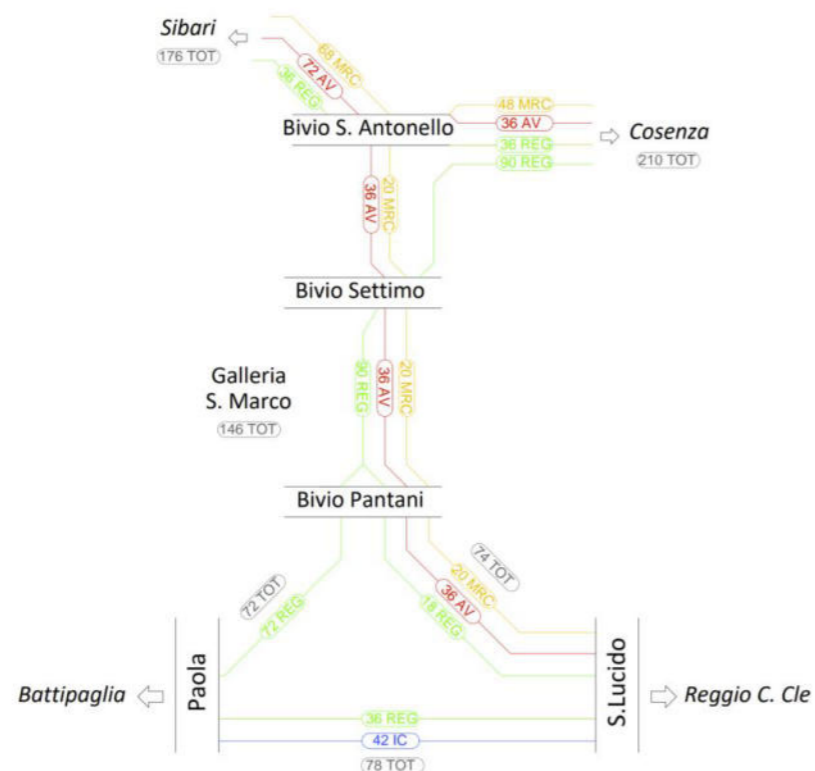 Sibari
176 TOT
68 MRC
72 AV
36 REG
Bivio S. Antonello
48 MRC
36 AV
36 REG
90 REG
Cosenza
210 TOT
36 AV
20 MRC
Bivio Settimo
Galleria
S. Marco
146 TOT
90 REG
36 AV
20 MRC
Bivio Pantani
72 TOT
72 REG
74 TOT
20 MRC
36 AV
18 REG
Battipaglia
Paola
S.Lucido
Reggio C. Cle
36 REG
42 IC
78 TOT